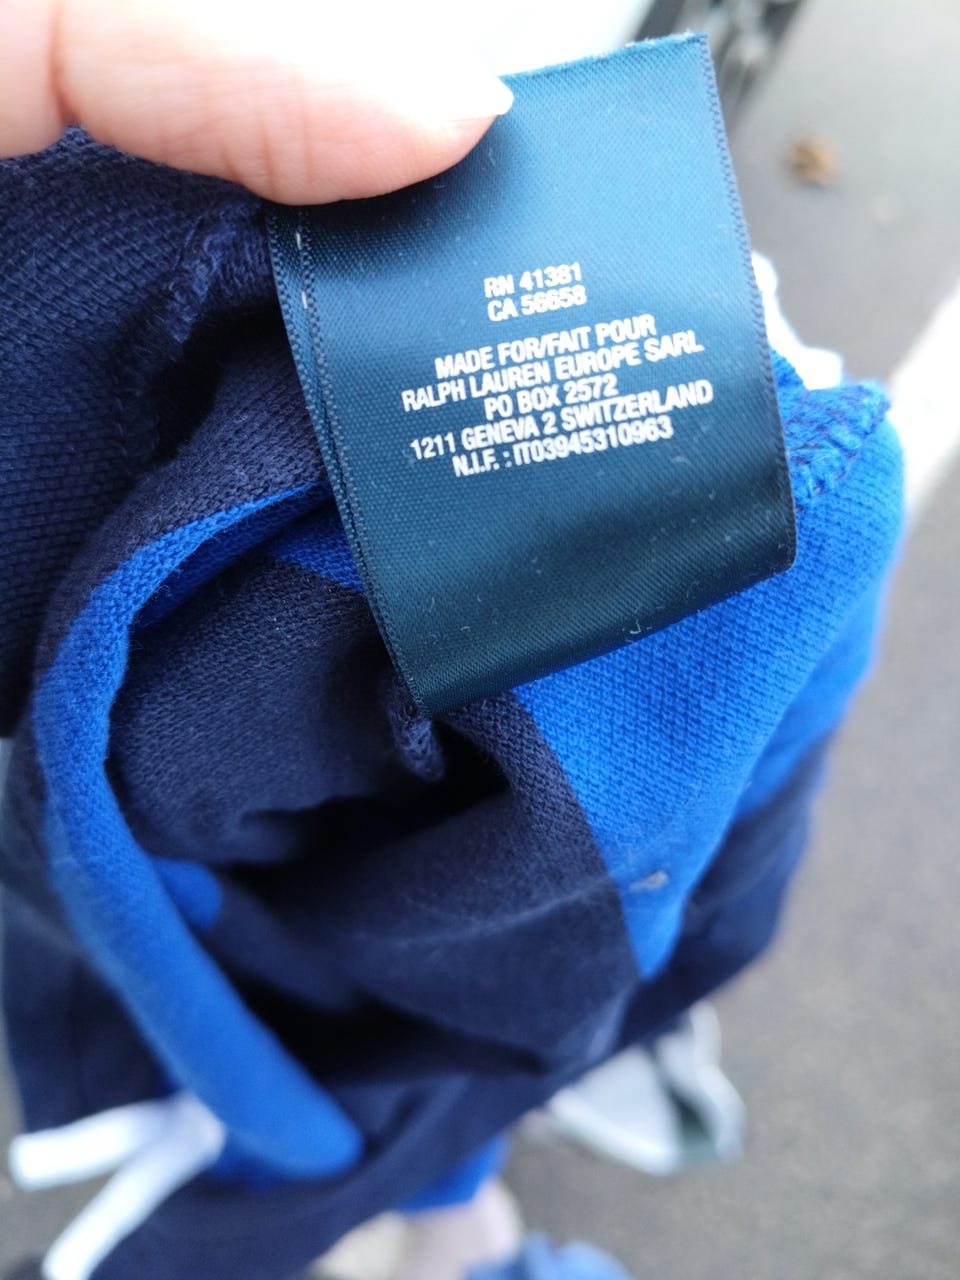 RN 41381
CA 56658
MADE FOR/FAIT POUR
RALPH LAUREN EUROPE SARL
PO BOX 2572
1211 GENEVA 2 SWITZERLAND
N.I.F. : IT03945310963